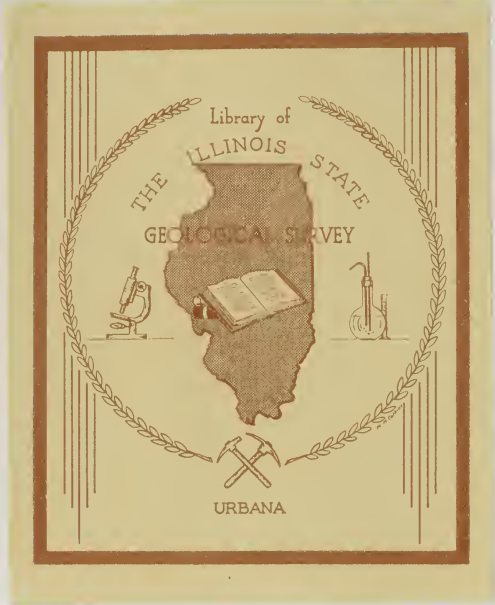 Library of
THE ILLINOIS STATE
GEOLOGICAL SURVEY
URBANA